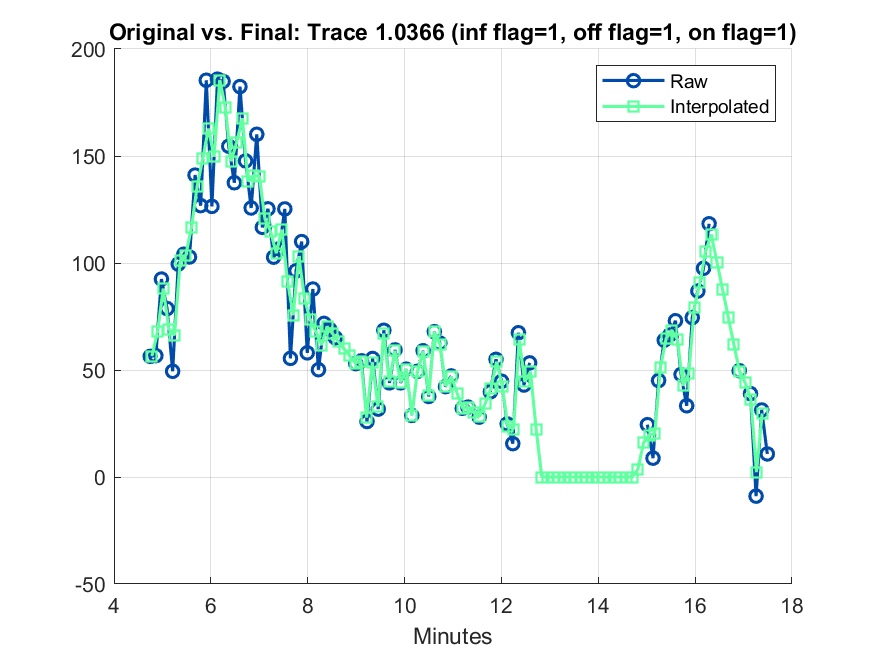 Original vs. Final: Trace 1.0366 (inf flag=1, off flag=1, on flag=1)
200
150
100
50
0
-50
4 6 8 10 12 14 16 18
Minutes
Raw
Interpolated